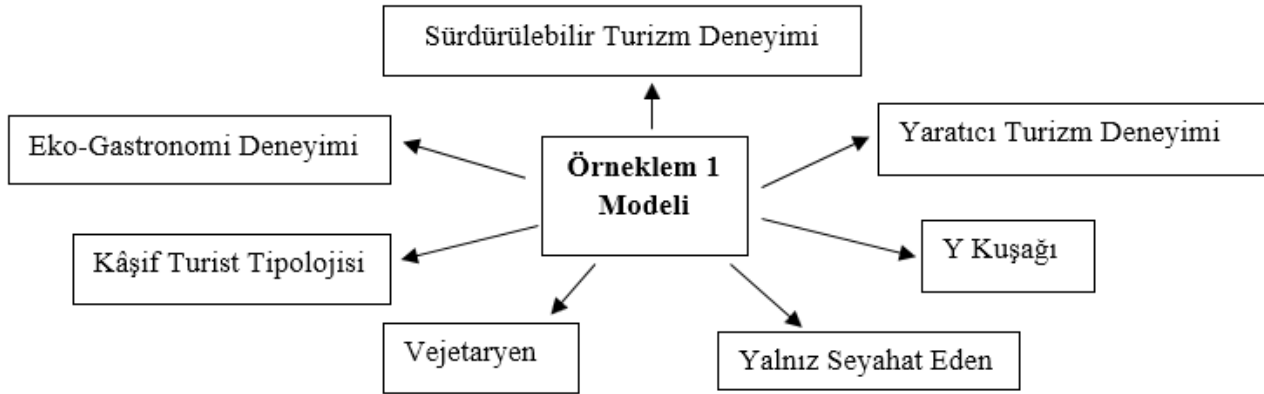 Sürdürülebilir Turizm Deneyimi
Eko-Gastronomi Deneyimi
Yaratıcı Turizm Deneyimi
Örneklem 1
Modeli
Kâşif Turist Tipolojisi
Y Kuşağı
Vejetaryen
Yalnız Seyahat Eden